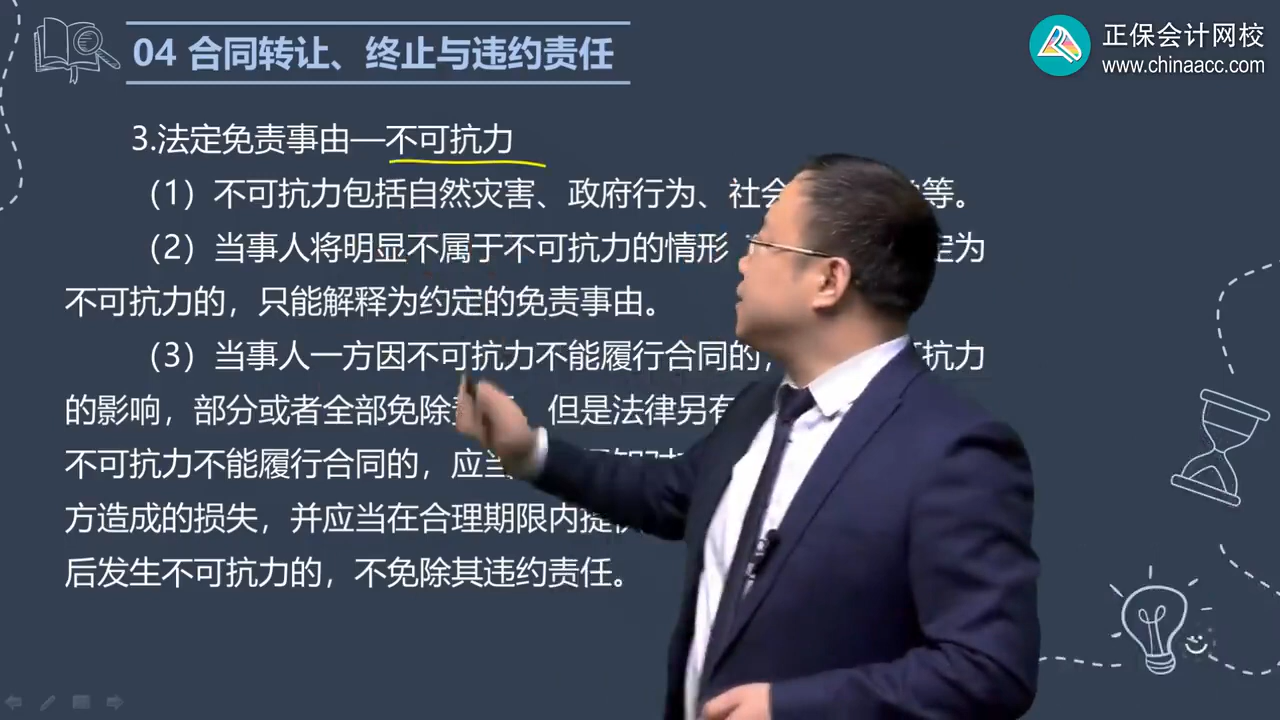 04 合同转让、终止与违约责任
正保会计网校
www.chinaacc.com
3.法定免责事由—不可抗力
（1）不可抗力包括自然灾害、政府行为、社会 等。
（2）当事人将明显不属于不可抗力的情形 定为
不可抗力的，只能解释为约定的免责事由。
（3）当事人一方因不可抗力不能履行合同的， 抗力
的影响，部分或者全部免除 但是法律另有
不可抗力不能履行合同的，应当
方造成的损失，并应当在合理期限内提供
后发生不可抗力的，不免除其违约责任。